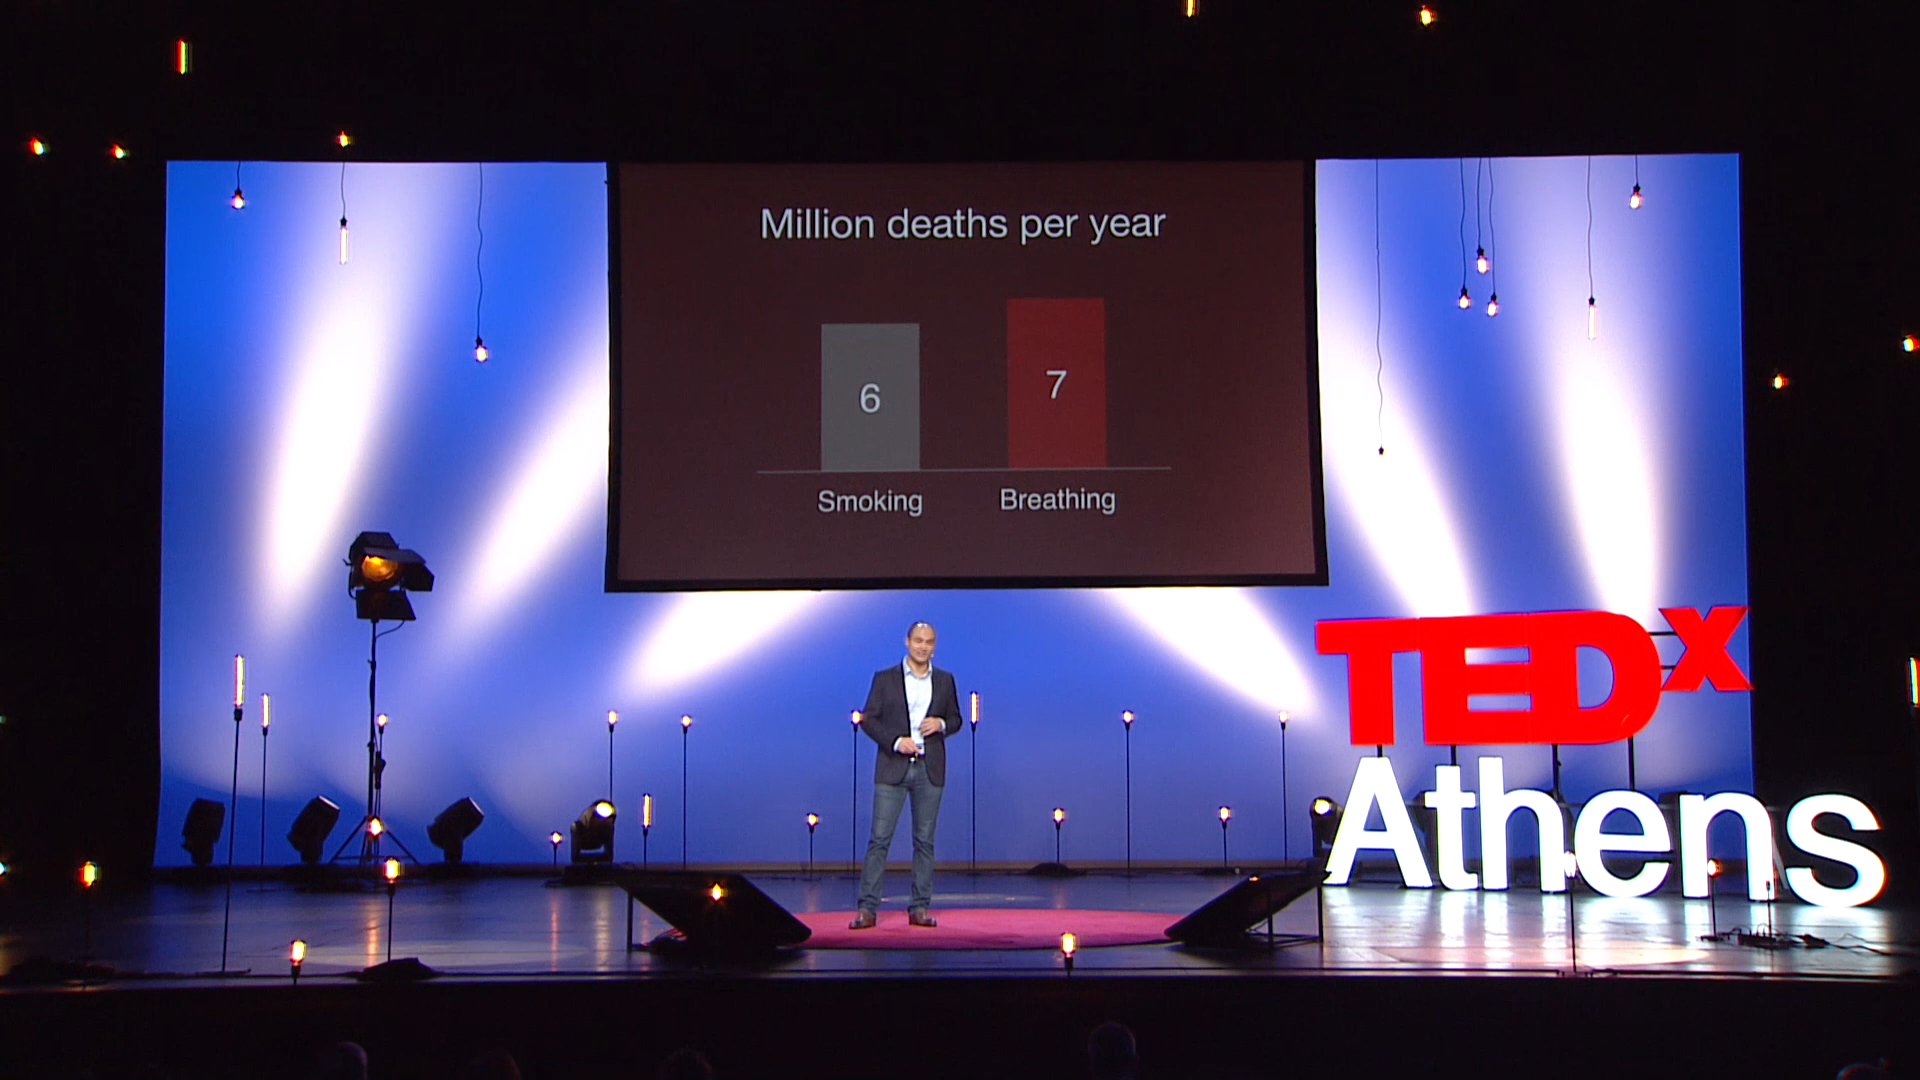 Million deaths per year
6
7
Smoking
Breathing
TEDx
Athens